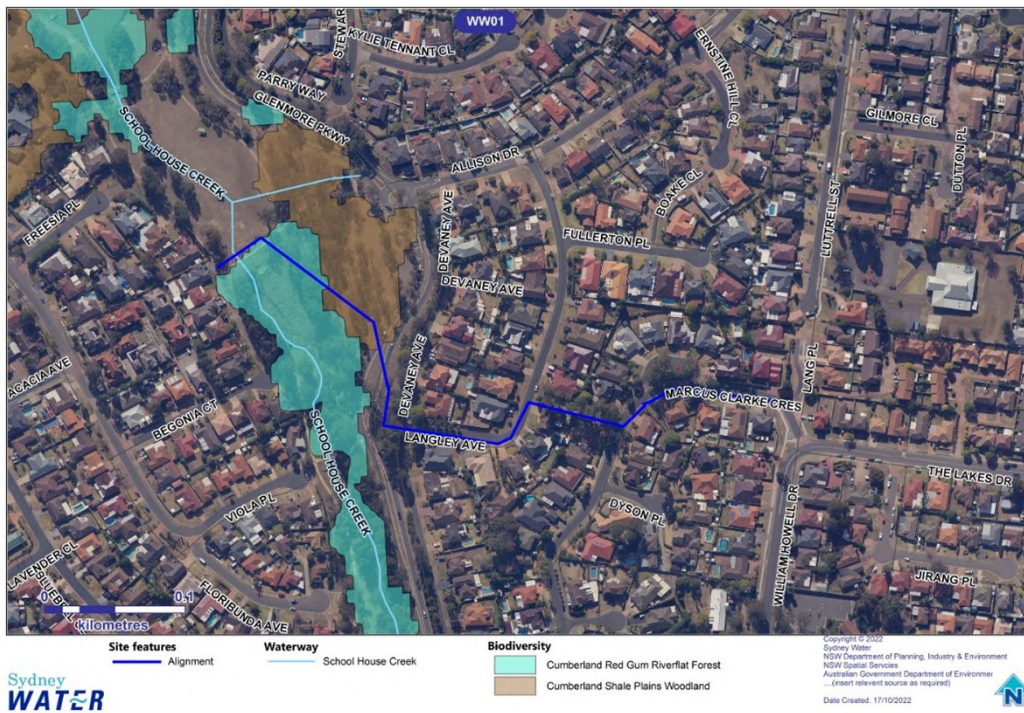 WW01
KYLIE TENNANT CL
STEWAR
ERNSTINE HILL CL
PARRY WAY
GLENMORE PKWY
SCHOOL HOUSE CREEK
GILMORE CL
DUTTON PL
ALLISON DR
BOAKE CL
LUTTRELL ST
FREESIA PL
DEVANEY AVE
FULLERTON PL
DEVANEY AVE
DEVANEY AVE
LANG PL
ACACIA AVE
MARCUS CLARKE CRES
BEGONIA CT
LANGLEY AVE
SCHOOL HOUSE CREEK
THE LAKES DR
VIOLA PL
DYSON PL
WILLIAM HOWELL DR
LAVENDER CL
JIRANG PL
FLORIBUNDA AVE
0 0.1
kilometres
Site features
Alignment
Waterway
School House Creek
Biodiversity
Cumberland Red Gum Riverflat Forest
Cumberland Shale Plains Woodland
Sydney
WATER
Copyright © 2022
Sydney Water
NSW Department of Planning, Industry & Environment
NSW Spatial Servcies
Australian Government Department of Environmen
....(insert relevent source as required)
Date Created: 17/10/2022
N